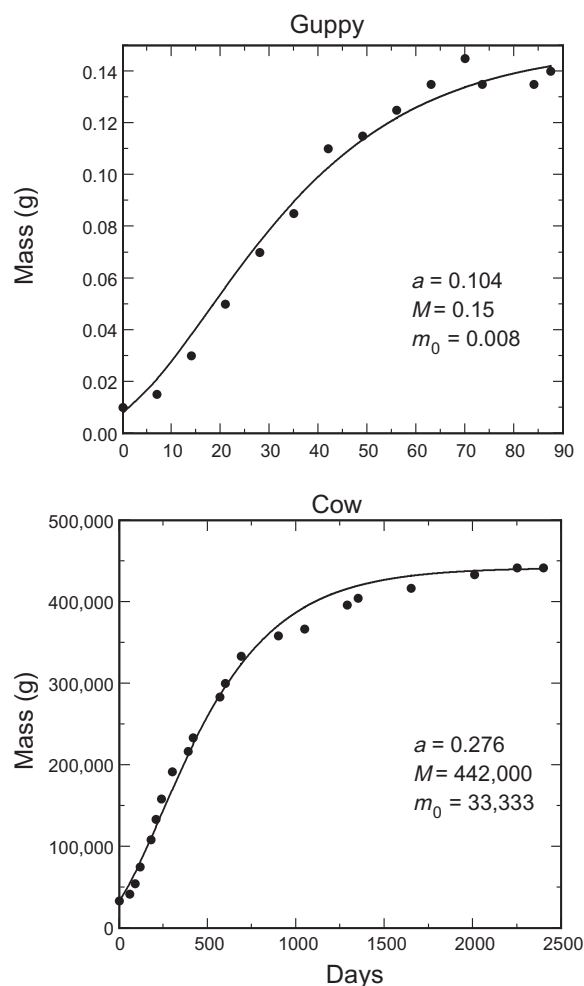 Guppy
0.14
0.12
0.10
0.08
0.06
0.04
0.02
0.00
Mass (g)
a = 0.104
M = 0.15
m0 = 0.008
0 10 20 30 40 50 60 70 80 90
Cow
500,000
400,000
300,000
200,000
100,000
0
Mass (g)
a = 0.276
M = 442,000
m0 = 33,333
0 500 1000 1500 2000 2500
Days